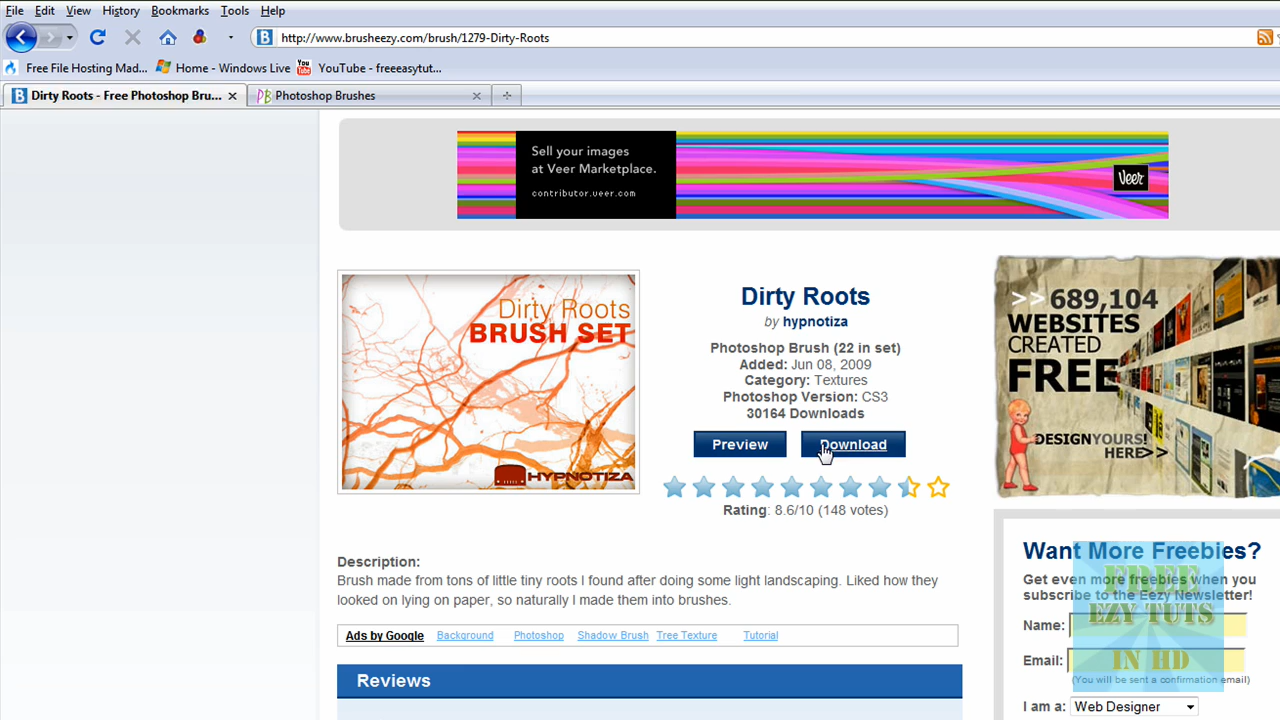 File Edit View History Bookmarks Tools Help
http://www.brusheezy.com/brush/1279-Dirty-Roots
Free File Hosting Mad... Home - Windows Live YouTube - freeezytut...
Dirty Roots - Free Photoshop Bru... Photoshop Brushes
Sell your images
at Veer Marketplace.
contributor.veer.com
Veer
Dirty Roots
BRUSH SET
HYPNOTIZA
Dirty Roots
by hypnotiza
Photoshop Brush (22 in set)
Added: Jun 08, 2009
Category: Textures
Photoshop Version: CS3
30164 Downloads
Preview Download
Rating: 8.6/10 (148 votes)
>> 689,104
WEBSITES
CREATED
FREE
DESIGNYOURS!
HERE>>
Description:
Brush made from tons of little tiny roots I found after doing some light landscaping. Liked how they
looked on lying on paper, so naturally I made them into brushes.
Ads by Google Background Photoshop Shadow Brush Tree Texture Tutorial
Reviews
Want More Freebies?
Get even more freebies when you
subscribe to the Eezy Newsletter!
Name:
Email:
(You will be sent a confirmation email)
I am a: Web Designer
FREE
EZY TUTS
IN HD